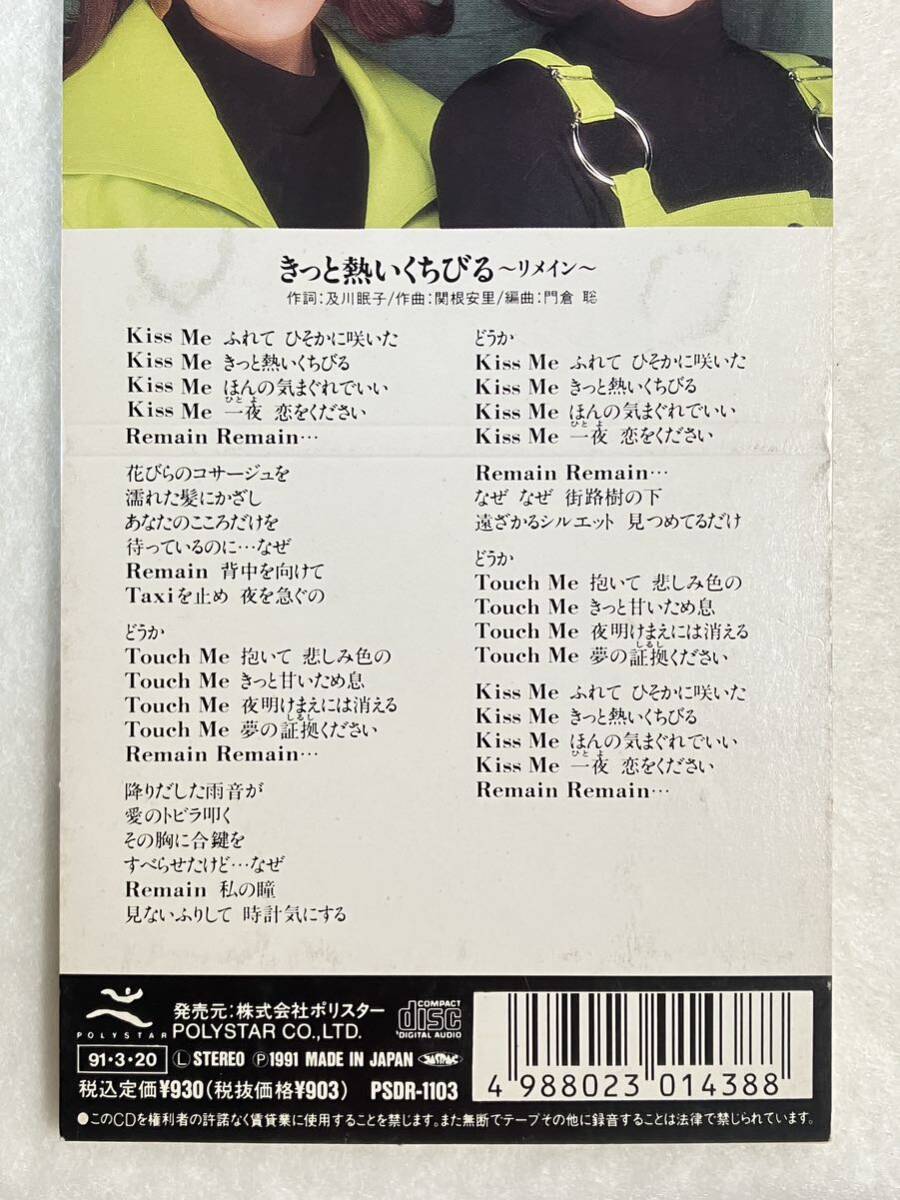 きっと熱いくちびる〜リメイン〜
作詞:及川眠子/作曲:関根安里/編曲:門倉 聡
Kiss Me ふれて ひそかに咲いた
Kiss Me きっと熱いくちびる
Kiss Me ほんの気まぐれでいい
ひとよ
Kiss Me 一夜 恋をください
Remain Remain…
花びらのコサージュを
濡れた髪にかざし
あなたのこころだけを
待っているのに…なぜ
Remain 背中を向けて
Taxiを止め 夜を急ぐの
どうか
Touch Me 抱いて 悲しみ色の
Touch Me きっと甘いため息
Touch Me 夜明けまえには消える
しるし
Touch Me 夢の証拠ください
Remain Remain…
降りだした雨音が
愛のトビラ叩く
その胸に合鍵を
すべらせたけど…なぜ
Remain 私の瞳
見ないふりして 時計気にする
どうか
Kiss Me ふれて ひそかに咲いた
Kiss Me きっと熱いくちびる
Kiss Me ほんの気まぐれでいい
ひとよ
Kiss Me 一夜 恋をください
Remain Remain…
なぜ なぜ 街路樹の下
遠ざかるシルエット 見つめてるだけ
どうか
Touch Me 抱いて 悲しみ色の
Touch Me きっと甘いため息
Touch Me 夜明けまえには消える
しるし
Touch Me 夢の証拠ください
Kiss Me ふれて ひそかに咲いた
Kiss Me きっと熱いくちびる
Kiss Me ほんの気まぐれでいい
ひとよ
Kiss Me 一夜 恋をください
Remain Remain…
POLYSTAR
発売元:株式会社ポリスター
POLYSTAR CO.,LTD.
COMPACT
disc
DIGITAL AUDIO
91・3・20 Ⓛ STEREO Ⓟ1991 MADE IN JAPAN JASRAC
税込定価¥930(税抜価格¥903) PSDR-1103
4 988023 014388
●このCDを権利者の許諾なく賃貸業に使用することを禁じます。また無断でテープその他に録音することは法律で禁じられています。